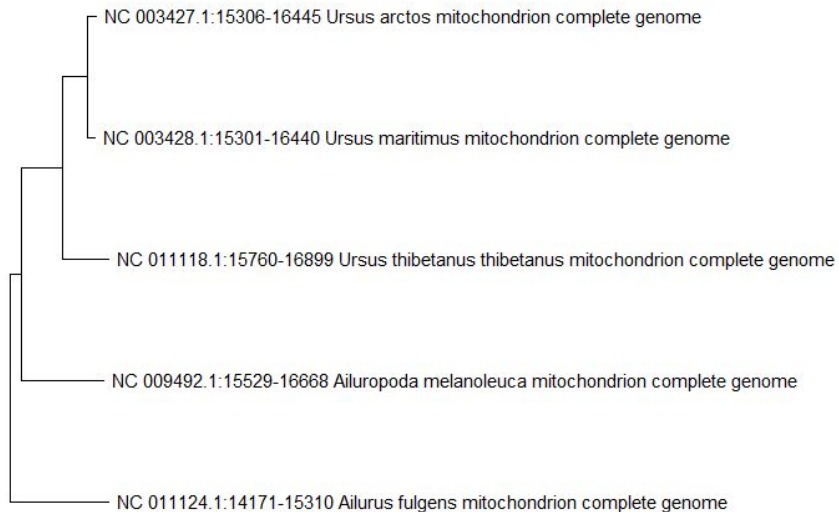 NC 003427.1:15306-16445 Ursus arctos mitochondrion complete genome
NC 003428.1:15301-16440 Ursus maritimus mitochondrion complete genome
NC 011118.1:15760-16899 Ursus thibetanus thibetanus mitochondrion complete genome
NC 009492.1:15529-16668 Ailuropoda melanoleuca mitochondrion complete genome
NC 011124.1:14171-15310 Ailurus fulgens mitochondrion complete genome